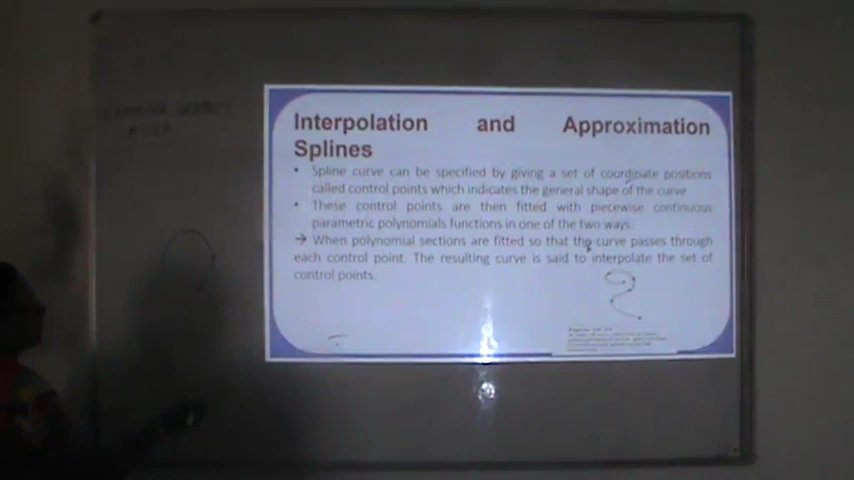 Interpolation and Approximation
Splines
• Spline curve can be specified by giving a set of coordinate positions
called control points which indicates the general shape of the curve
• These control points are then fitted with piecewise continuous
parametric polynomials functions in one of the two ways.
→ When polynomial sections are fitted so that the curve passes through
each control point. The resulting curve is said to interpolate the set of
control points.